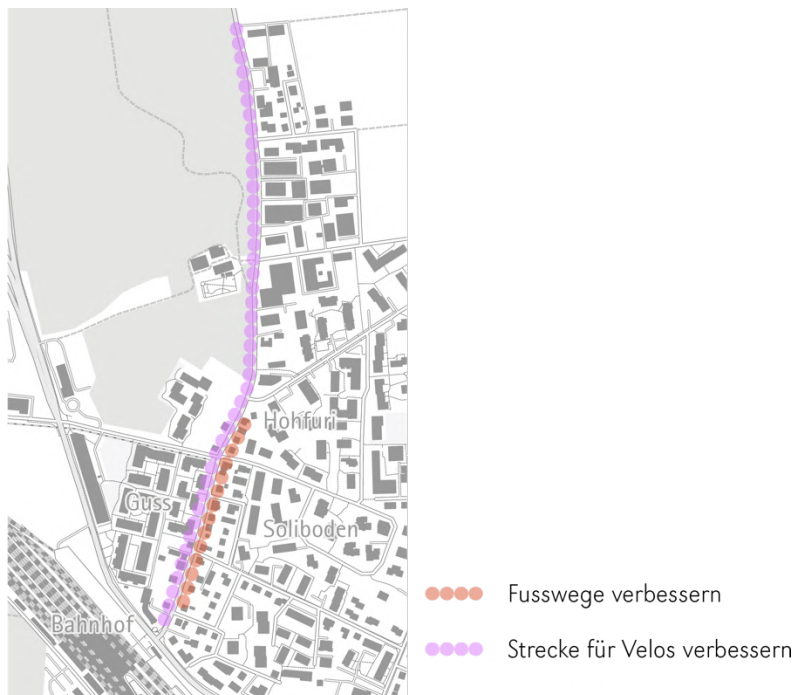 Hohfuri
Guss
Soliboden
Bahnhof
Fusswege verbessern
Strecke für Velos verbessern